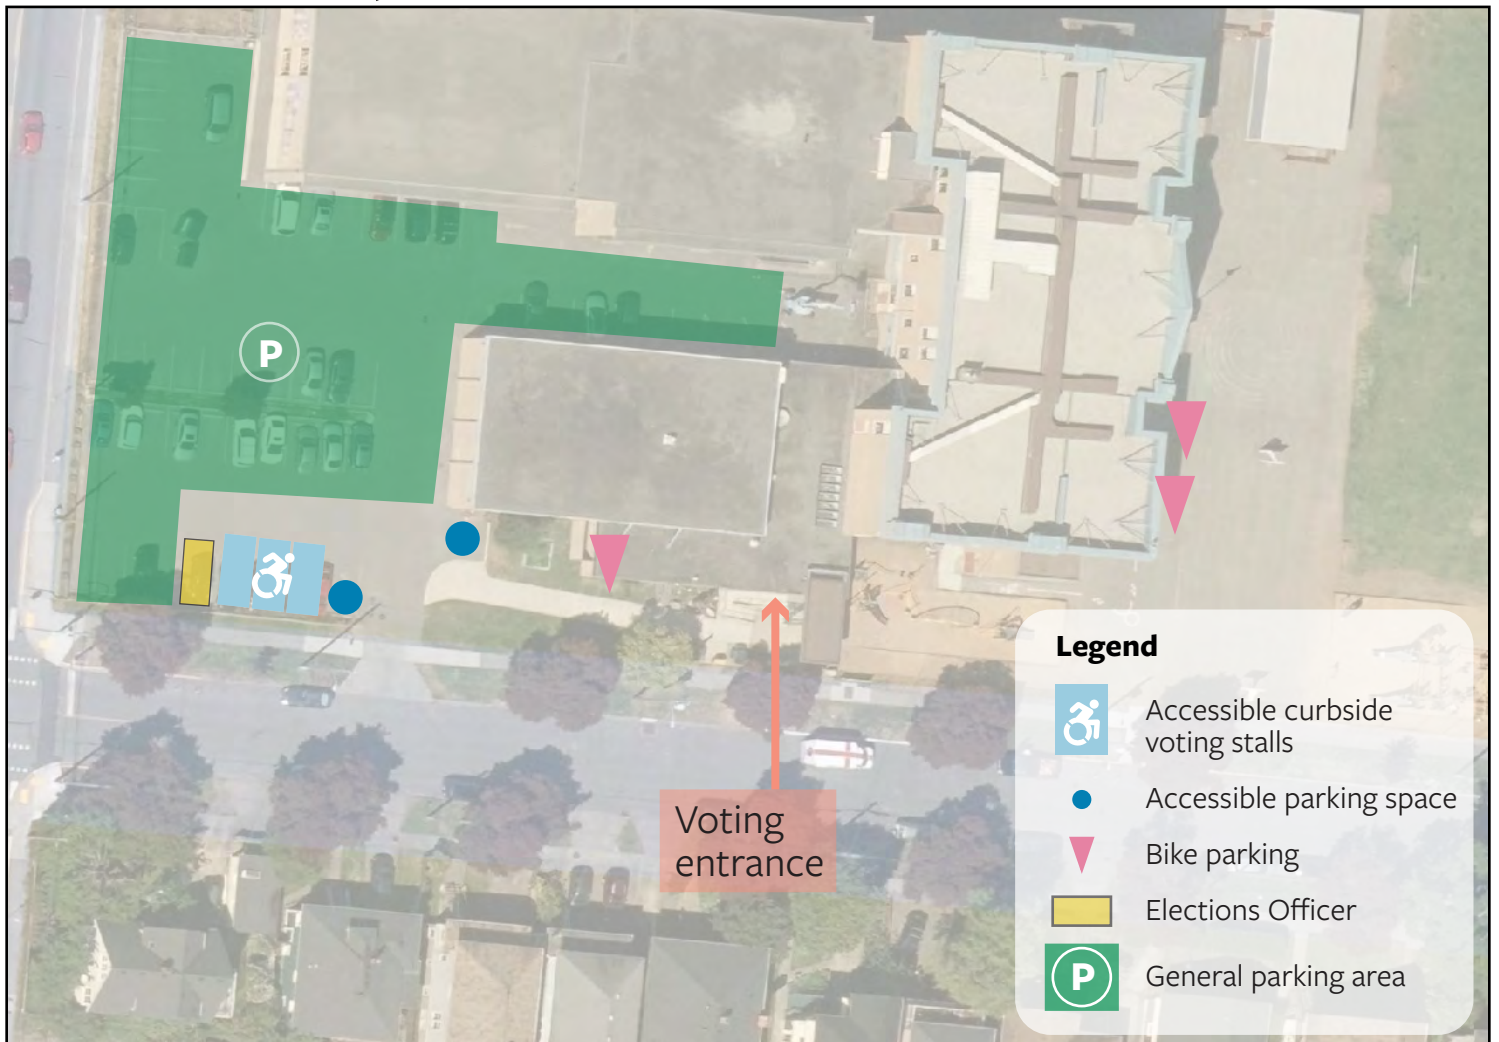 P
Voting
entrance
Legend
Accessible curbside
voting stalls
Accessible parking space
Bike parking
Elections Officer
P
General parking area